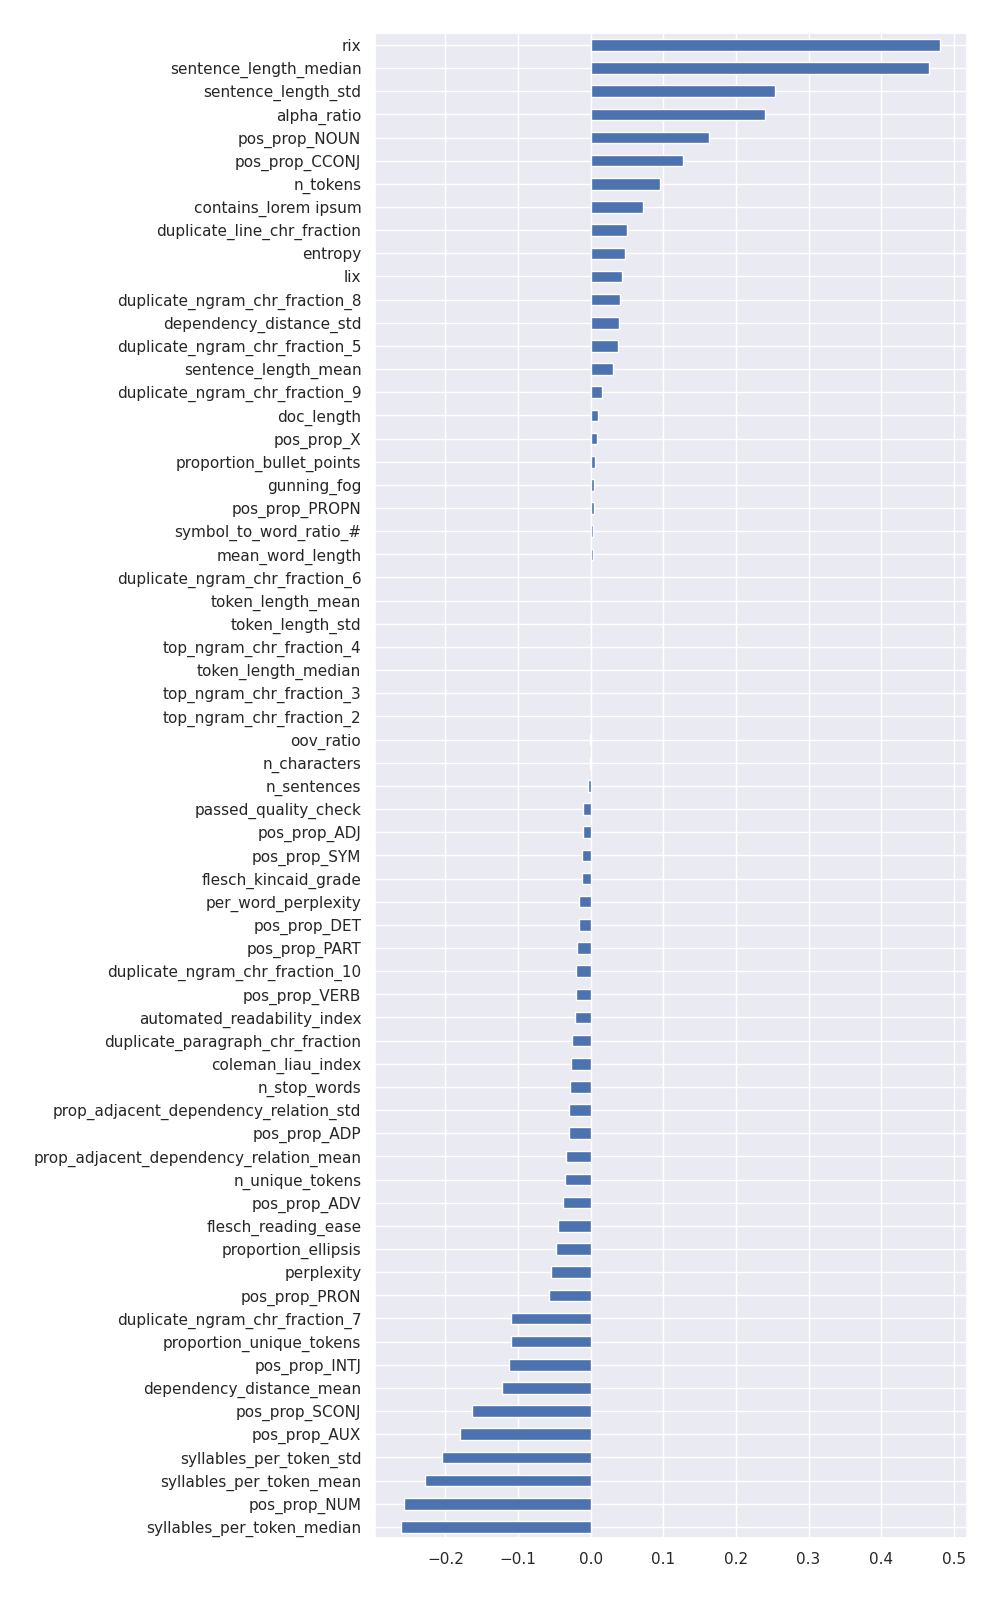 rix
sentence_length_median
sentence_length_std
alpha_ratio
pos_prop_NOUN
pos_prop_CCONJ
n_tokens
contains_lorem ipsum
duplicate_line_chr_fraction
entropy
lix
duplicate_ngram_chr_fraction_8
dependency_distance_std
duplicate_ngram_chr_fraction_5
sentence_length_mean
duplicate_ngram_chr_fraction_9
doc_length
pos_prop_X
proportion_bullet_points
gunning_fog
pos_prop_PROPN
symbol_to_word_ratio_#
mean_word_length
duplicate_ngram_chr_fraction_6
token_length_mean
token_length_std
top_ngram_chr_fraction_4
token_length_median
top_ngram_chr_fraction_3
top_ngram_chr_fraction_2
oov_ratio
n_characters
n_sentences
passed_quality_check
pos_prop_ADJ
pos_prop_SYM
flesch_kincaid_grade
per_word_perplexity
pos_prop_DET
pos_prop_PART
duplicate_ngram_chr_fraction_10
pos_prop_VERB
automated_readability_index
duplicate_paragraph_chr_fraction
coleman_liau_index
n_stop_words
prop_adjacent_dependency_relation_std
pos_prop_ADP
prop_adjacent_dependency_relation_mean
n_unique_tokens
pos_prop_ADV
flesch_reading_ease
proportion_ellipsis
perplexity
pos_prop_PRON
duplicate_ngram_chr_fraction_7
proportion_unique_tokens
pos_prop_INTJ
dependency_distance_mean
pos_prop_SCONJ
pos_prop_AUX
syllables_per_token_std
syllables_per_token_mean
pos_prop_NUM
syllables_per_token_median
−0.2 −0.1 0.0 0.1 0.2 0.3 0.4 0.5